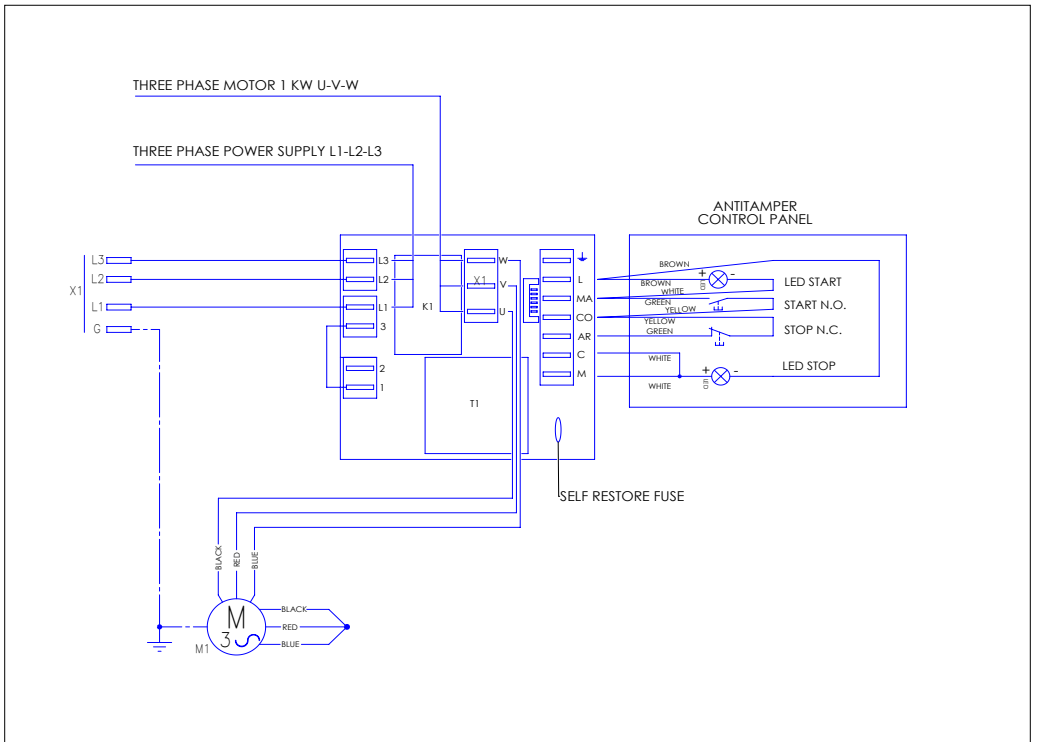 THREE PHASE MOTOR 1 KW U-V-W
THREE PHASE POWER SUPPLY L1-L2-L3
ANTITAMPER
CONTROL PANEL
X1
L3
L2
L1
G
L3
L2
L1
3
2
1
K1
T1
X1
W
V
U
L
MA
CO
AR
C
M
BROWN
+ -
BROWN
LED START
WHITE
GREEN
START N.O.
YELLOW
YELLOW
GREEN
STOP N.C.
WHITE
LED STOP
+ -
WHITE
SELF RESTORE FUSE
BLACK
RED
BLUE
M
3
M1
BLACK
RED
BLUE